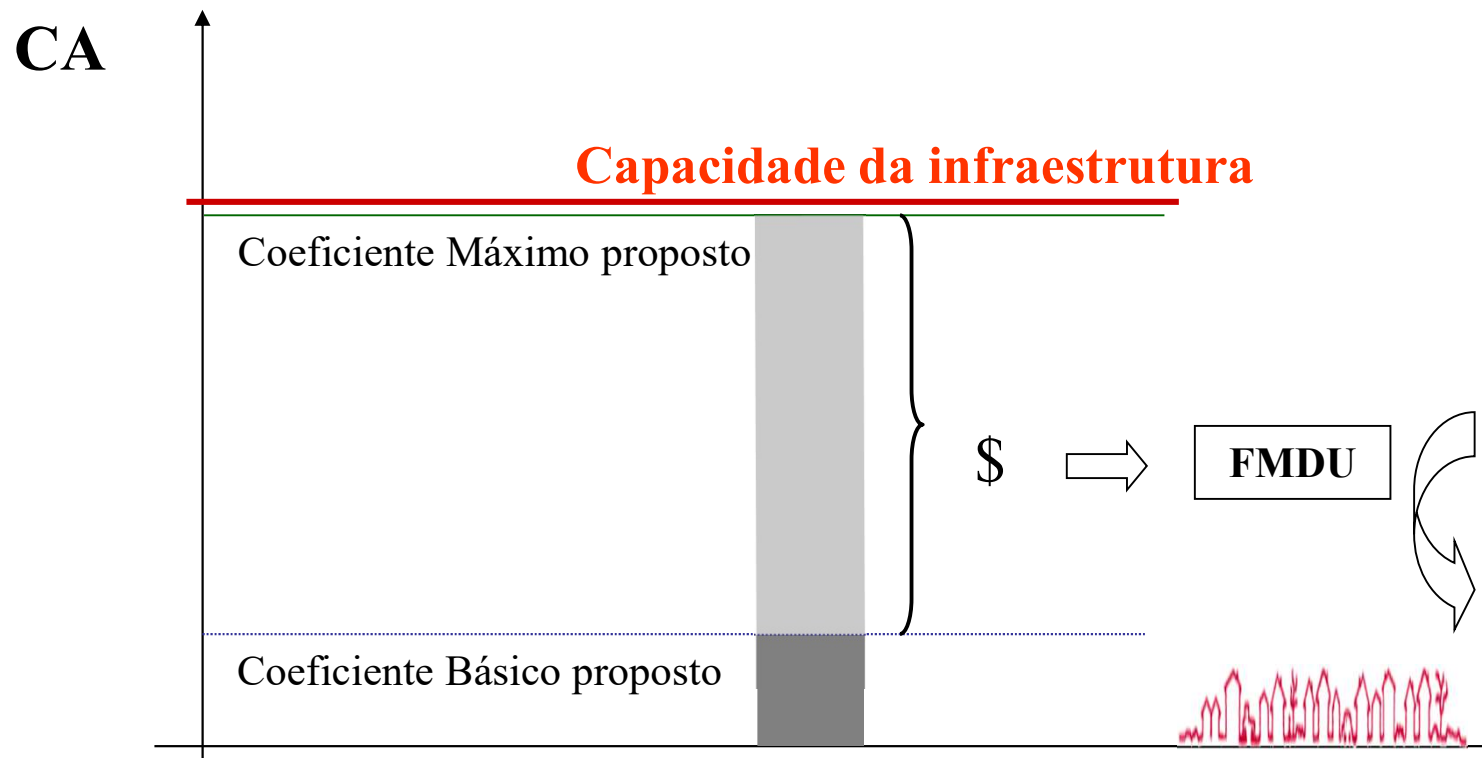 CA
Capacidade da infraestrutura
Coeficiente Máximo proposto
$
FMDU
Coeficiente Básico proposto